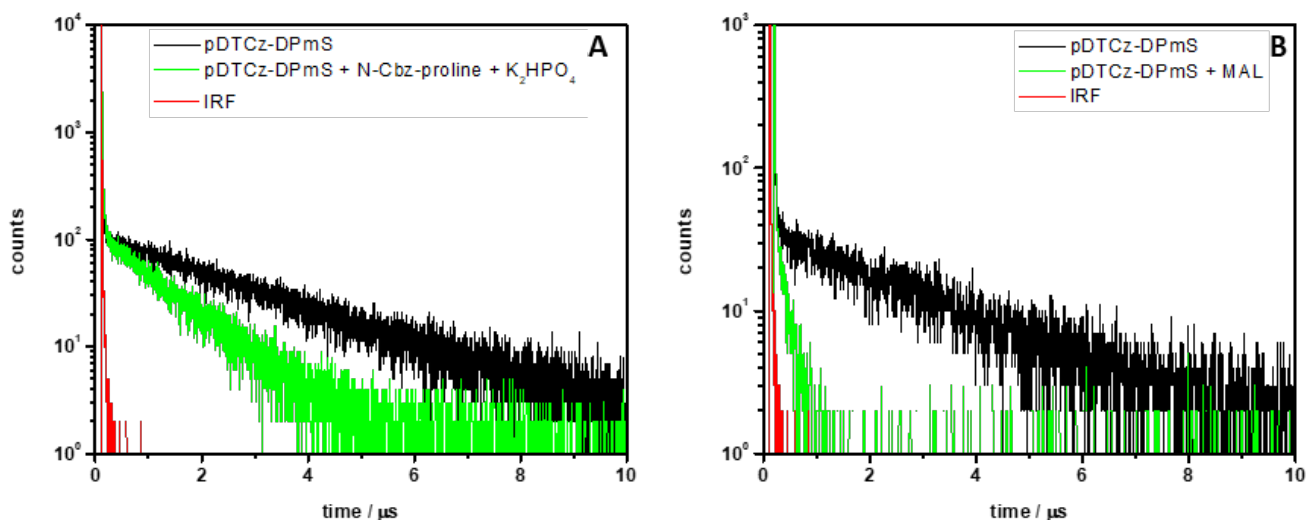 A
pDTCz-DPmS
pDTCz-DPmS + N-Cbz-proline + K₂HPO₄
IRF
10⁴
10³
10²
10¹
10⁰
counts
0 2 4 6 8 10
time / μs
B
pDTCz-DPmS
pDTCz-DPmS + MAL
IRF
10³
10²
10¹
10⁰
counts
0 2 4 6 8 10
time / μs